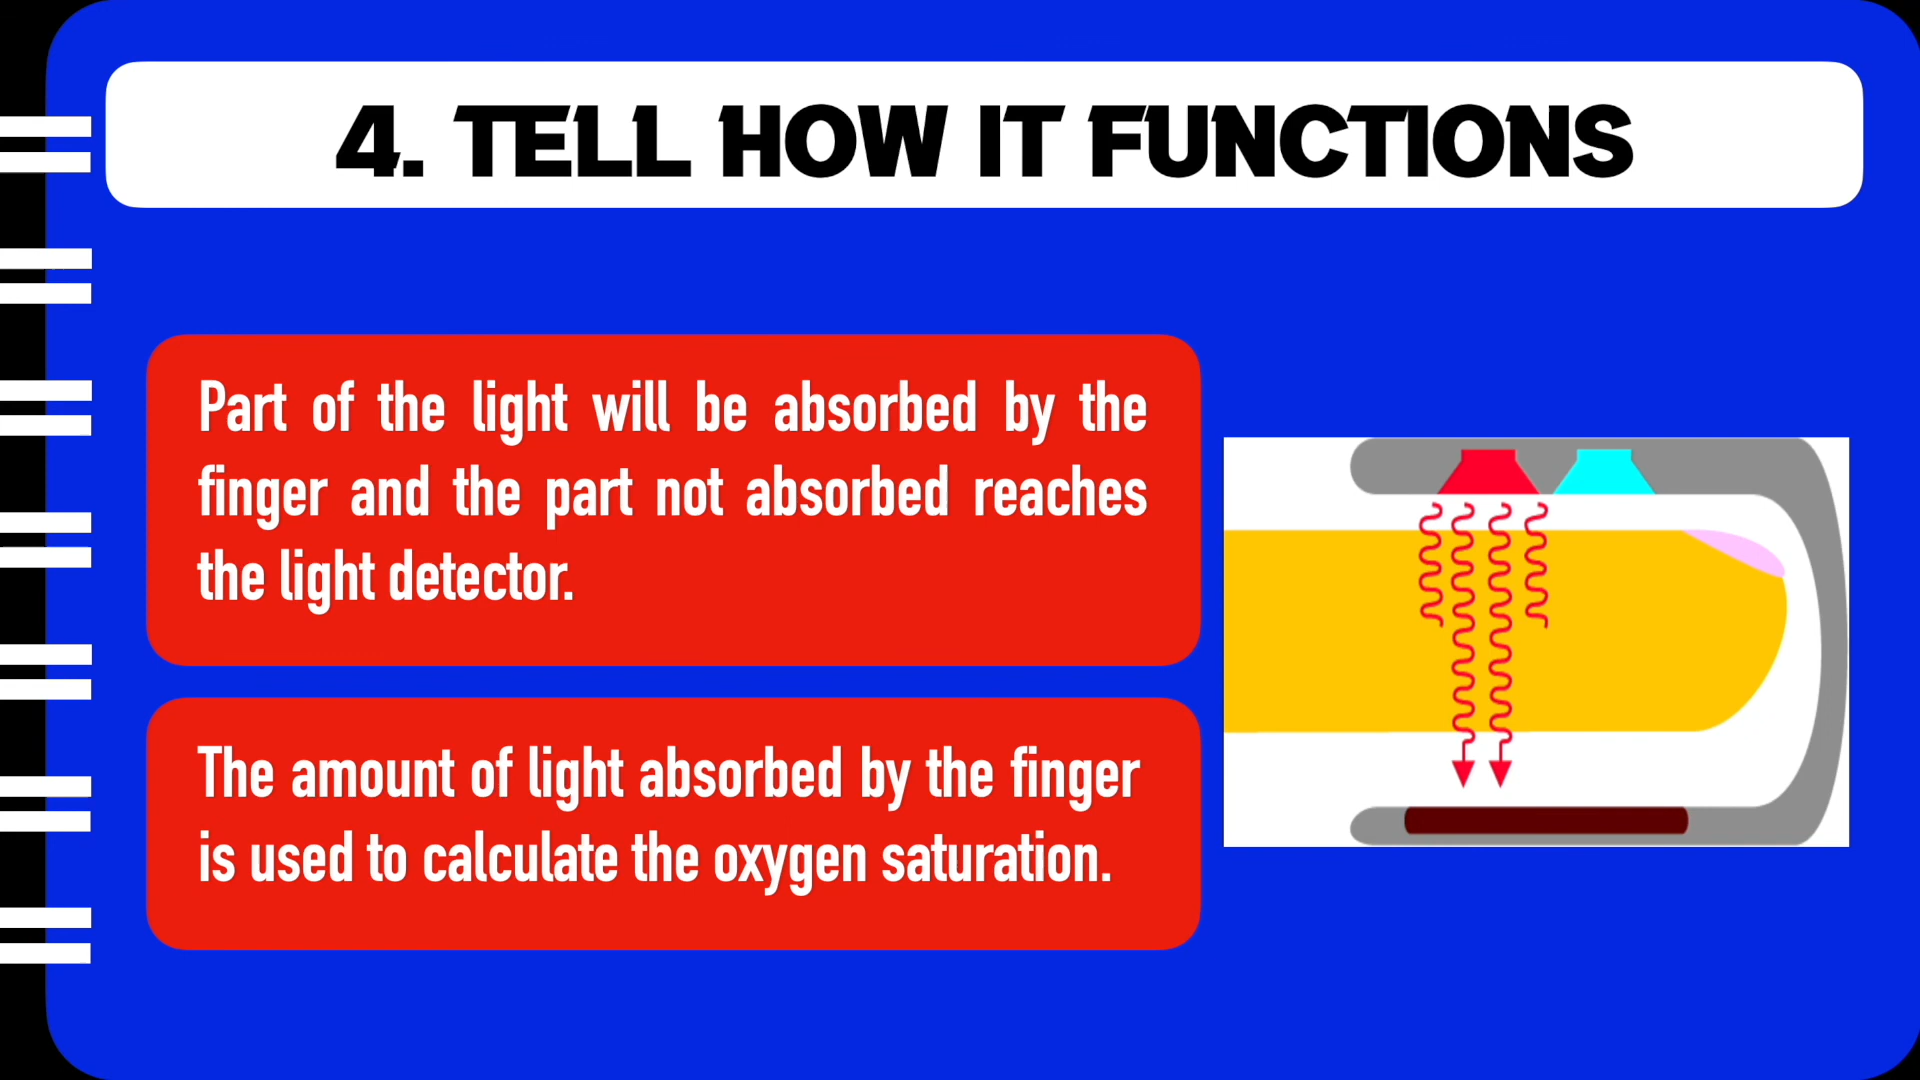 4. TELL HOW IT FUNCTIONS
Part of the light will be absorbed by the
finger and the part not absorbed reaches
the light detector.
The amount of light absorbed by the finger
is used to calculate the oxygen saturation.